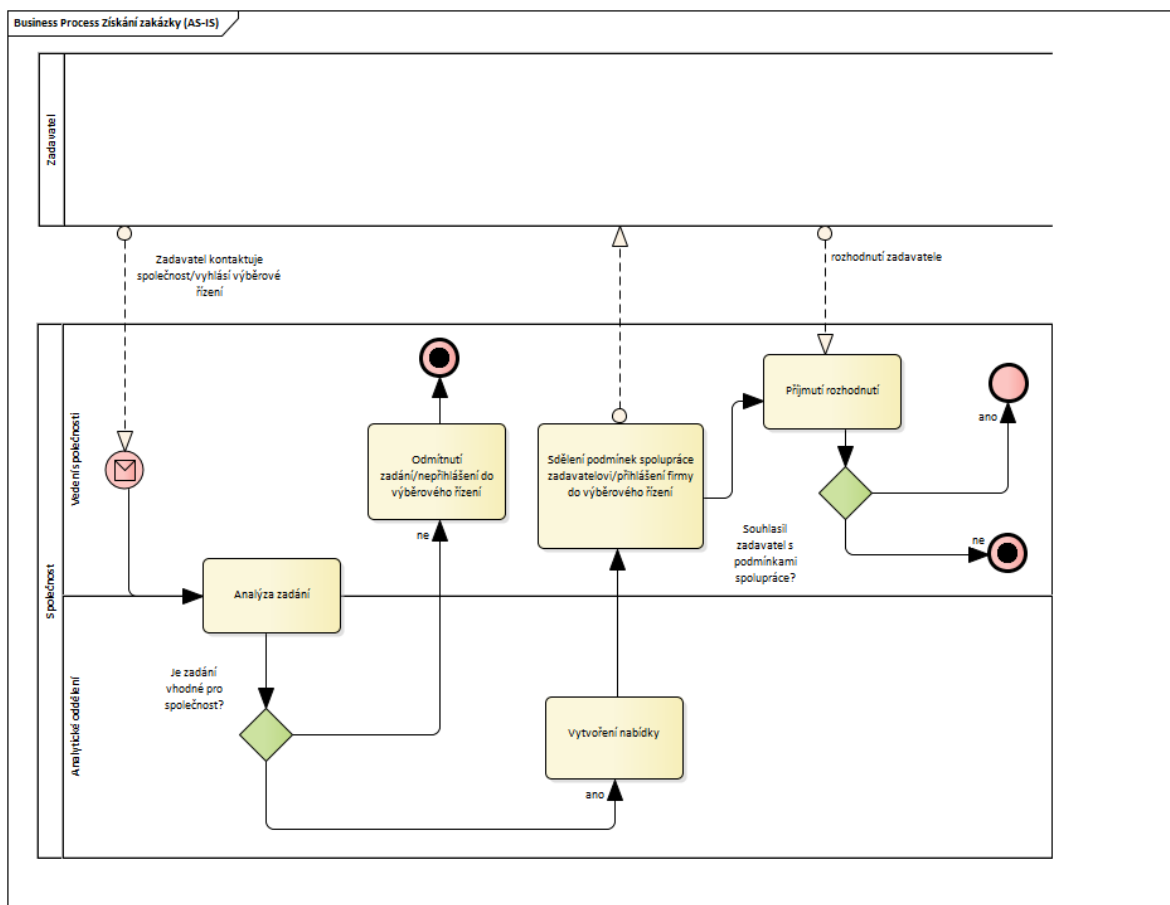 Business Process Získání zakázky (AS-IS)
Zadavatel
Zadavatel kontaktuje
společnost/vyhlásí výběrové
řízení
rozhodnutí zadavatele
Společnost
Vedení společnosti
Příjmutí rozhodnutí
ano
Odmítnutí
zadání/nepřihlášení do
výběrového řízení
Sdělení podmínek spolupráce
zadavatelovi/přihlášení firmy
do výběrového řízení
ne
Souhlasil
zadavatel s
podmínkami
spolupráce?
ne
Analýza zadání
Analytické oddělení
Je zadání
vhodné pro
společnost?
Vytvoření nabídky
ano